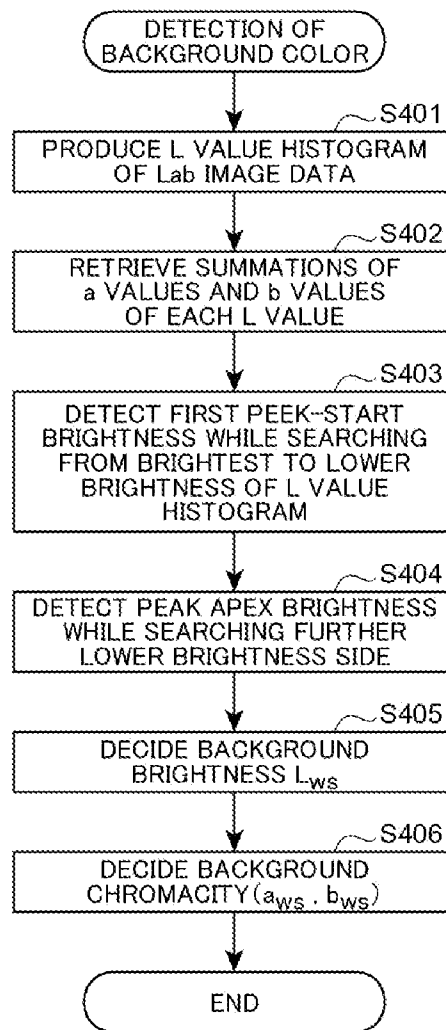 DETECTION OF
BACKGROUND COLOR
S401
PRODUCE L VALUE HISTOGRAM
OF Lab IMAGE DATA
S402
RETRIEVE SUMMATIONS OF
a VALUES AND b VALUES
OF EACH L VALUE
S403
DETECT FIRST PEEK-START
BRIGHTNESS WHILE SEARCHING
FROM BRIGHTEST TO LOWER
BRIGHTNESS OF L VALUE
HISTOGRAM
S404
DETECT PEAK APEX BRIGHTNESS
WHILE SEARCHING FURTHER
LOWER BRIGHTNESS SIDE
S405
DECIDE BACKGROUND
BRIGHTNESS Lws
S406
DECIDE BACKGROUND
CHROMACITY(aws . bws)
END